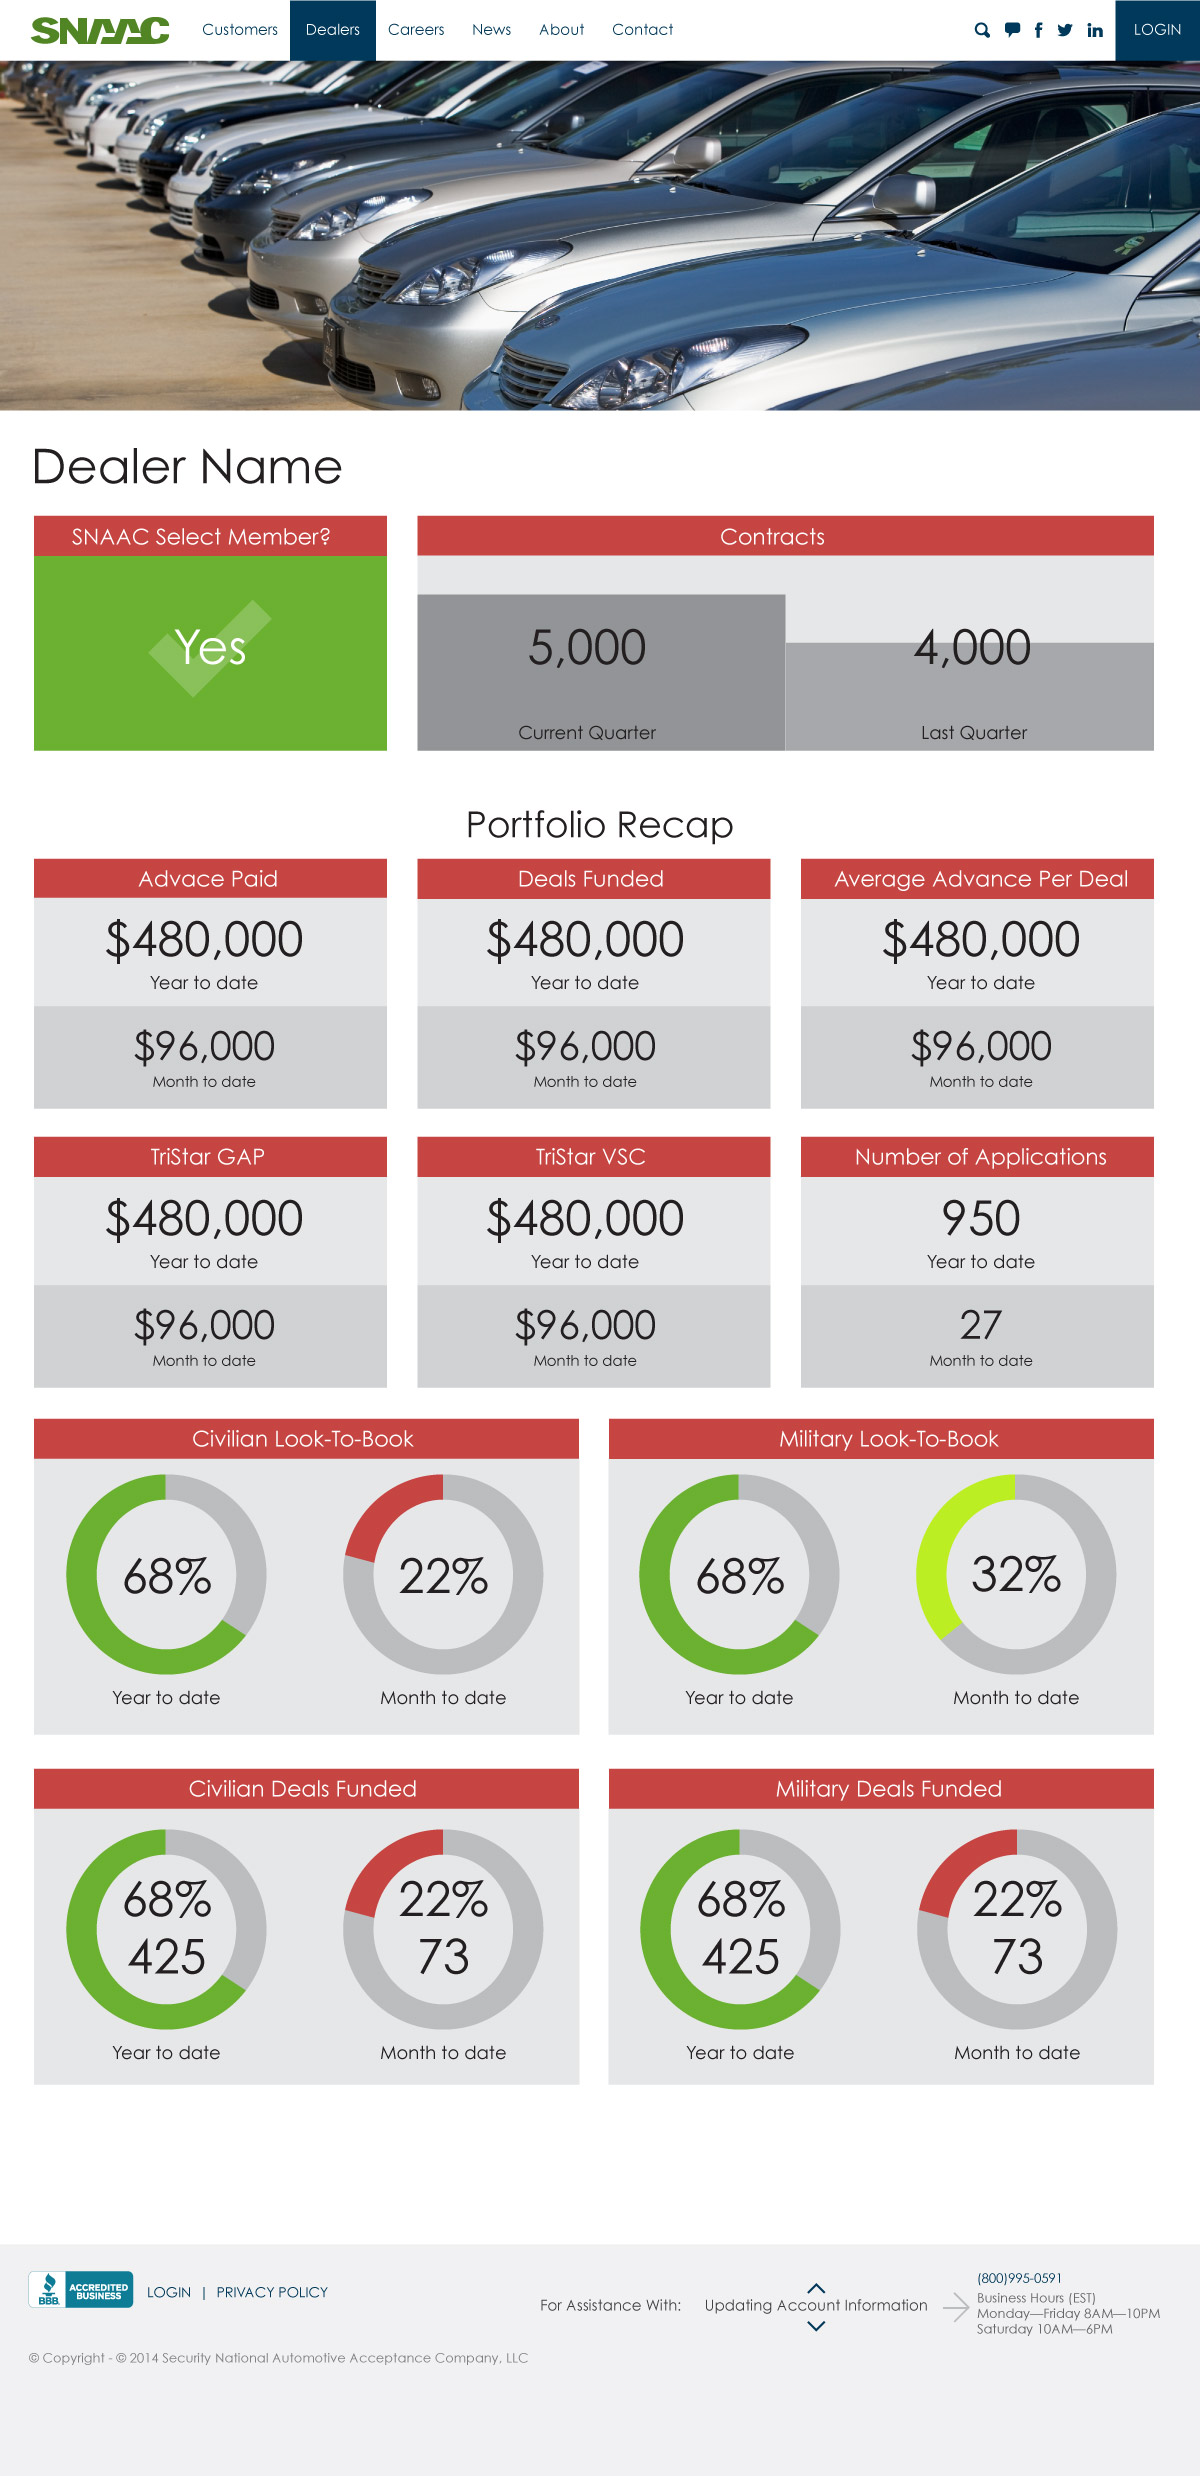 SNAAC Customers Dealers Careers News About Contact LOGIN
Dealer Name
SNAAC Select Member? Contracts
Yes 5,000 4,000
Current Quarter Last Quarter
Portfolio Recap
Advace Paid Deals Funded Average Advance Per Deal
$480,000 $480,000 $480,000
Year to date Year to date Year to date
$96,000 $96,000 $96,000
Month to date Month to date Month to date
TriStar GAP TriStar VSC Number of Applications
$480,000 $480,000 950
Year to date Year to date Year to date
$96,000 $96,000 27
Month to date Month to date Month to date
Civilian Look-To-Book Military Look-To-Book
68% 22% 68% 32%
Year to date Month to date Year to date Month to date
Civilian Deals Funded Military Deals Funded
68% 22% 68% 22%
425 73 425 73
Year to date Month to date Year to date Month to date
BBB. ACCREDITED BUSINESS LOGIN | PRIVACY POLICY
For Assistance With: Updating Account Information
(800)995-0591
Business Hours (EST)
Monday—Friday 8AM—10PM
Saturday 10AM—6PM
© Copyright - © 2014 Security National Automotive Acceptance Company, LLC